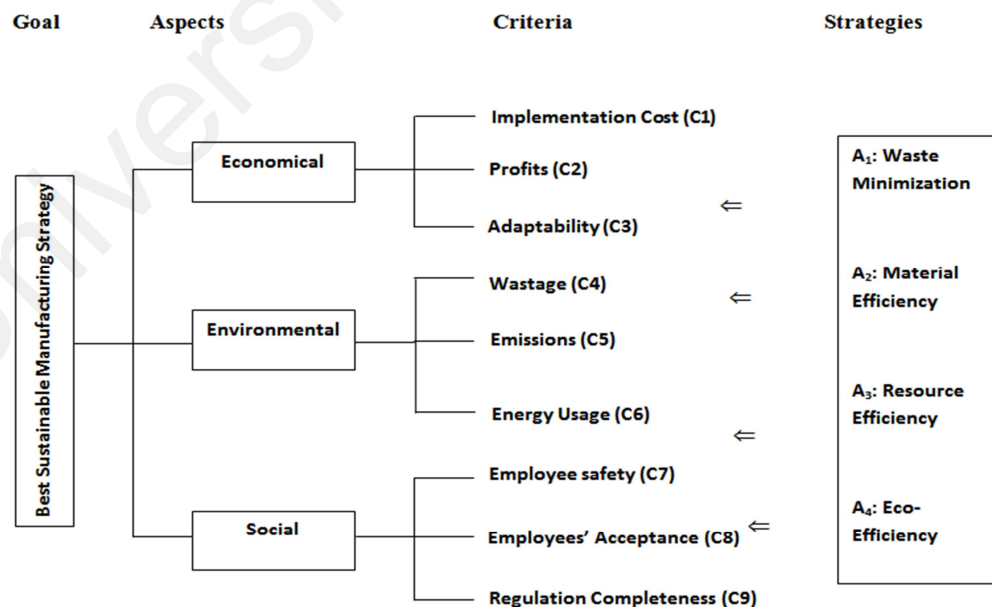 Goal
Aspects
Criteria
Strategies
Best Sustainable Manufacturing Strategy
Economical
Environmental
Social
Implementation Cost (C1)
Profits (C2)
Adaptability (C3)
Wastage (C4)
Emissions (C5)
Energy Usage (C6)
Employee safety (C7)
Employees’ Acceptance (C8)
Regulation Completeness (C9)
⇐
⇐
⇐
⇐
A₁: Waste
Minimization
A₂: Material
Efficiency
A₃: Resource
Efficiency
A₄: Eco-
Efficiency